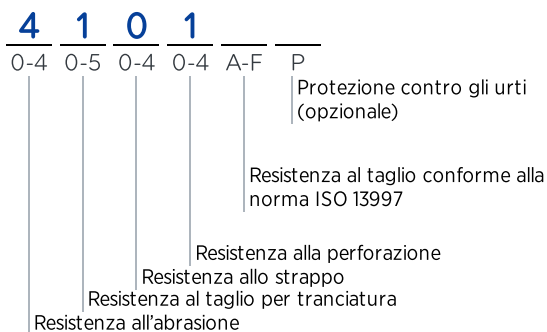 4 1 0 1
0-4 0-5 0-4 0-4 A-F P
Protezione contro gli urti
(opzionale)
Resistenza al taglio conforme alla
norma ISO 13997
Resistenza alla perforazione
Resistenza allo strappo
Resistenza al taglio per tranciatura
Resistenza all'abrasione